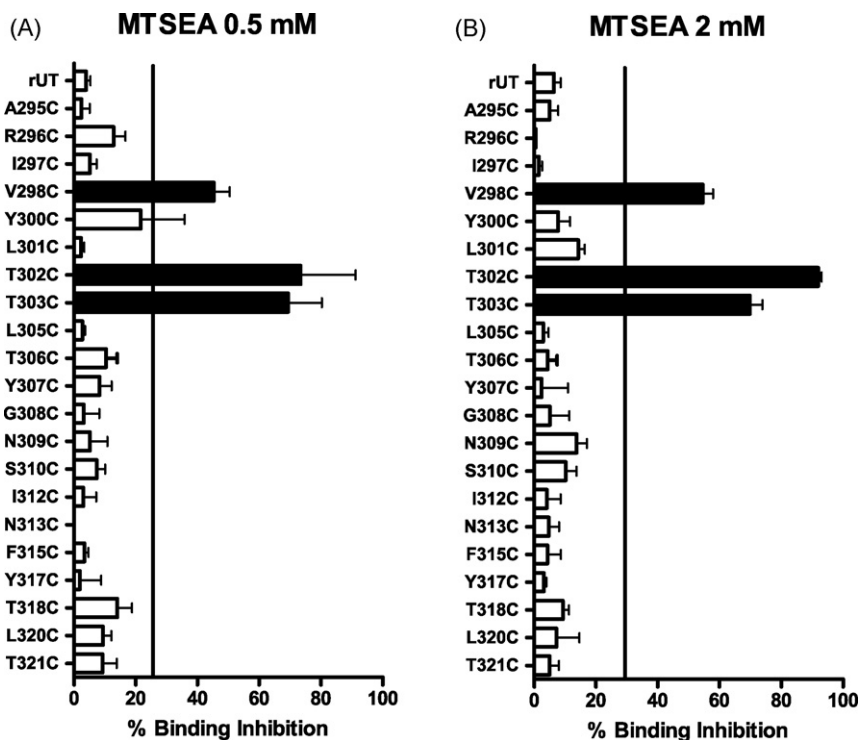 (A) MTSEA 0.5 mM
rUT
A295C
R296C
I297C
V298C
Y300C
L301C
T302C
T303C
L305C
T306C
Y307C
G308C
N309C
S310C
I312C
N313C
F315C
Y317C
T318C
L320C
T321C
0 20 40 60 80 100
% Binding Inhibition
(B) MTSEA 2 mM
rUT
A295C
R296C
I297C
V298C
Y300C
L301C
T302C
T303C
L305C
T306C
Y307C
G308C
N309C
S310C
I312C
N313C
F315C
Y317C
T318C
L320C
T321C
0 20 40 60 80 100
% Binding Inhibition